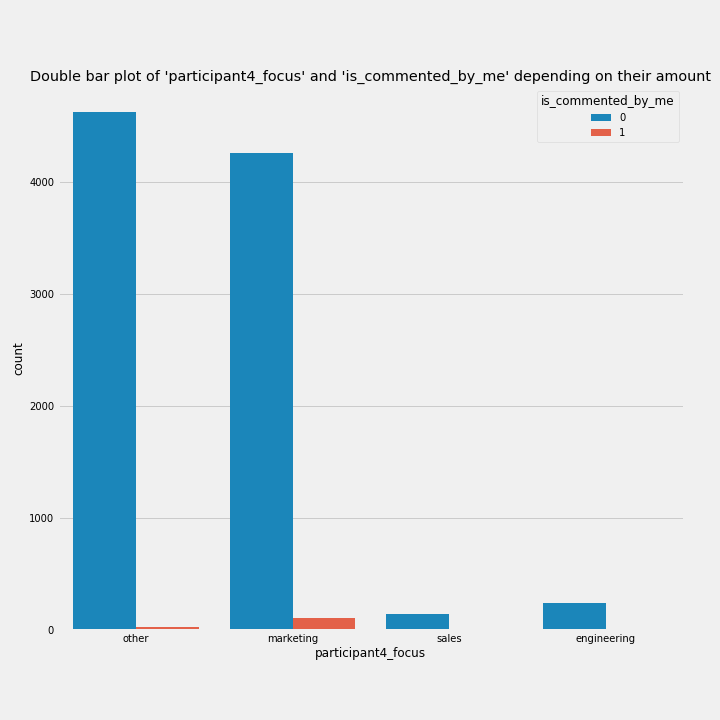 Double bar plot of 'participant4_focus' and 'is_commented_by_me' depending on their amount
is_commented_by_me
0
1
4000
3000
2000
1000
0
count
other marketing sales engineering
participant4_focus